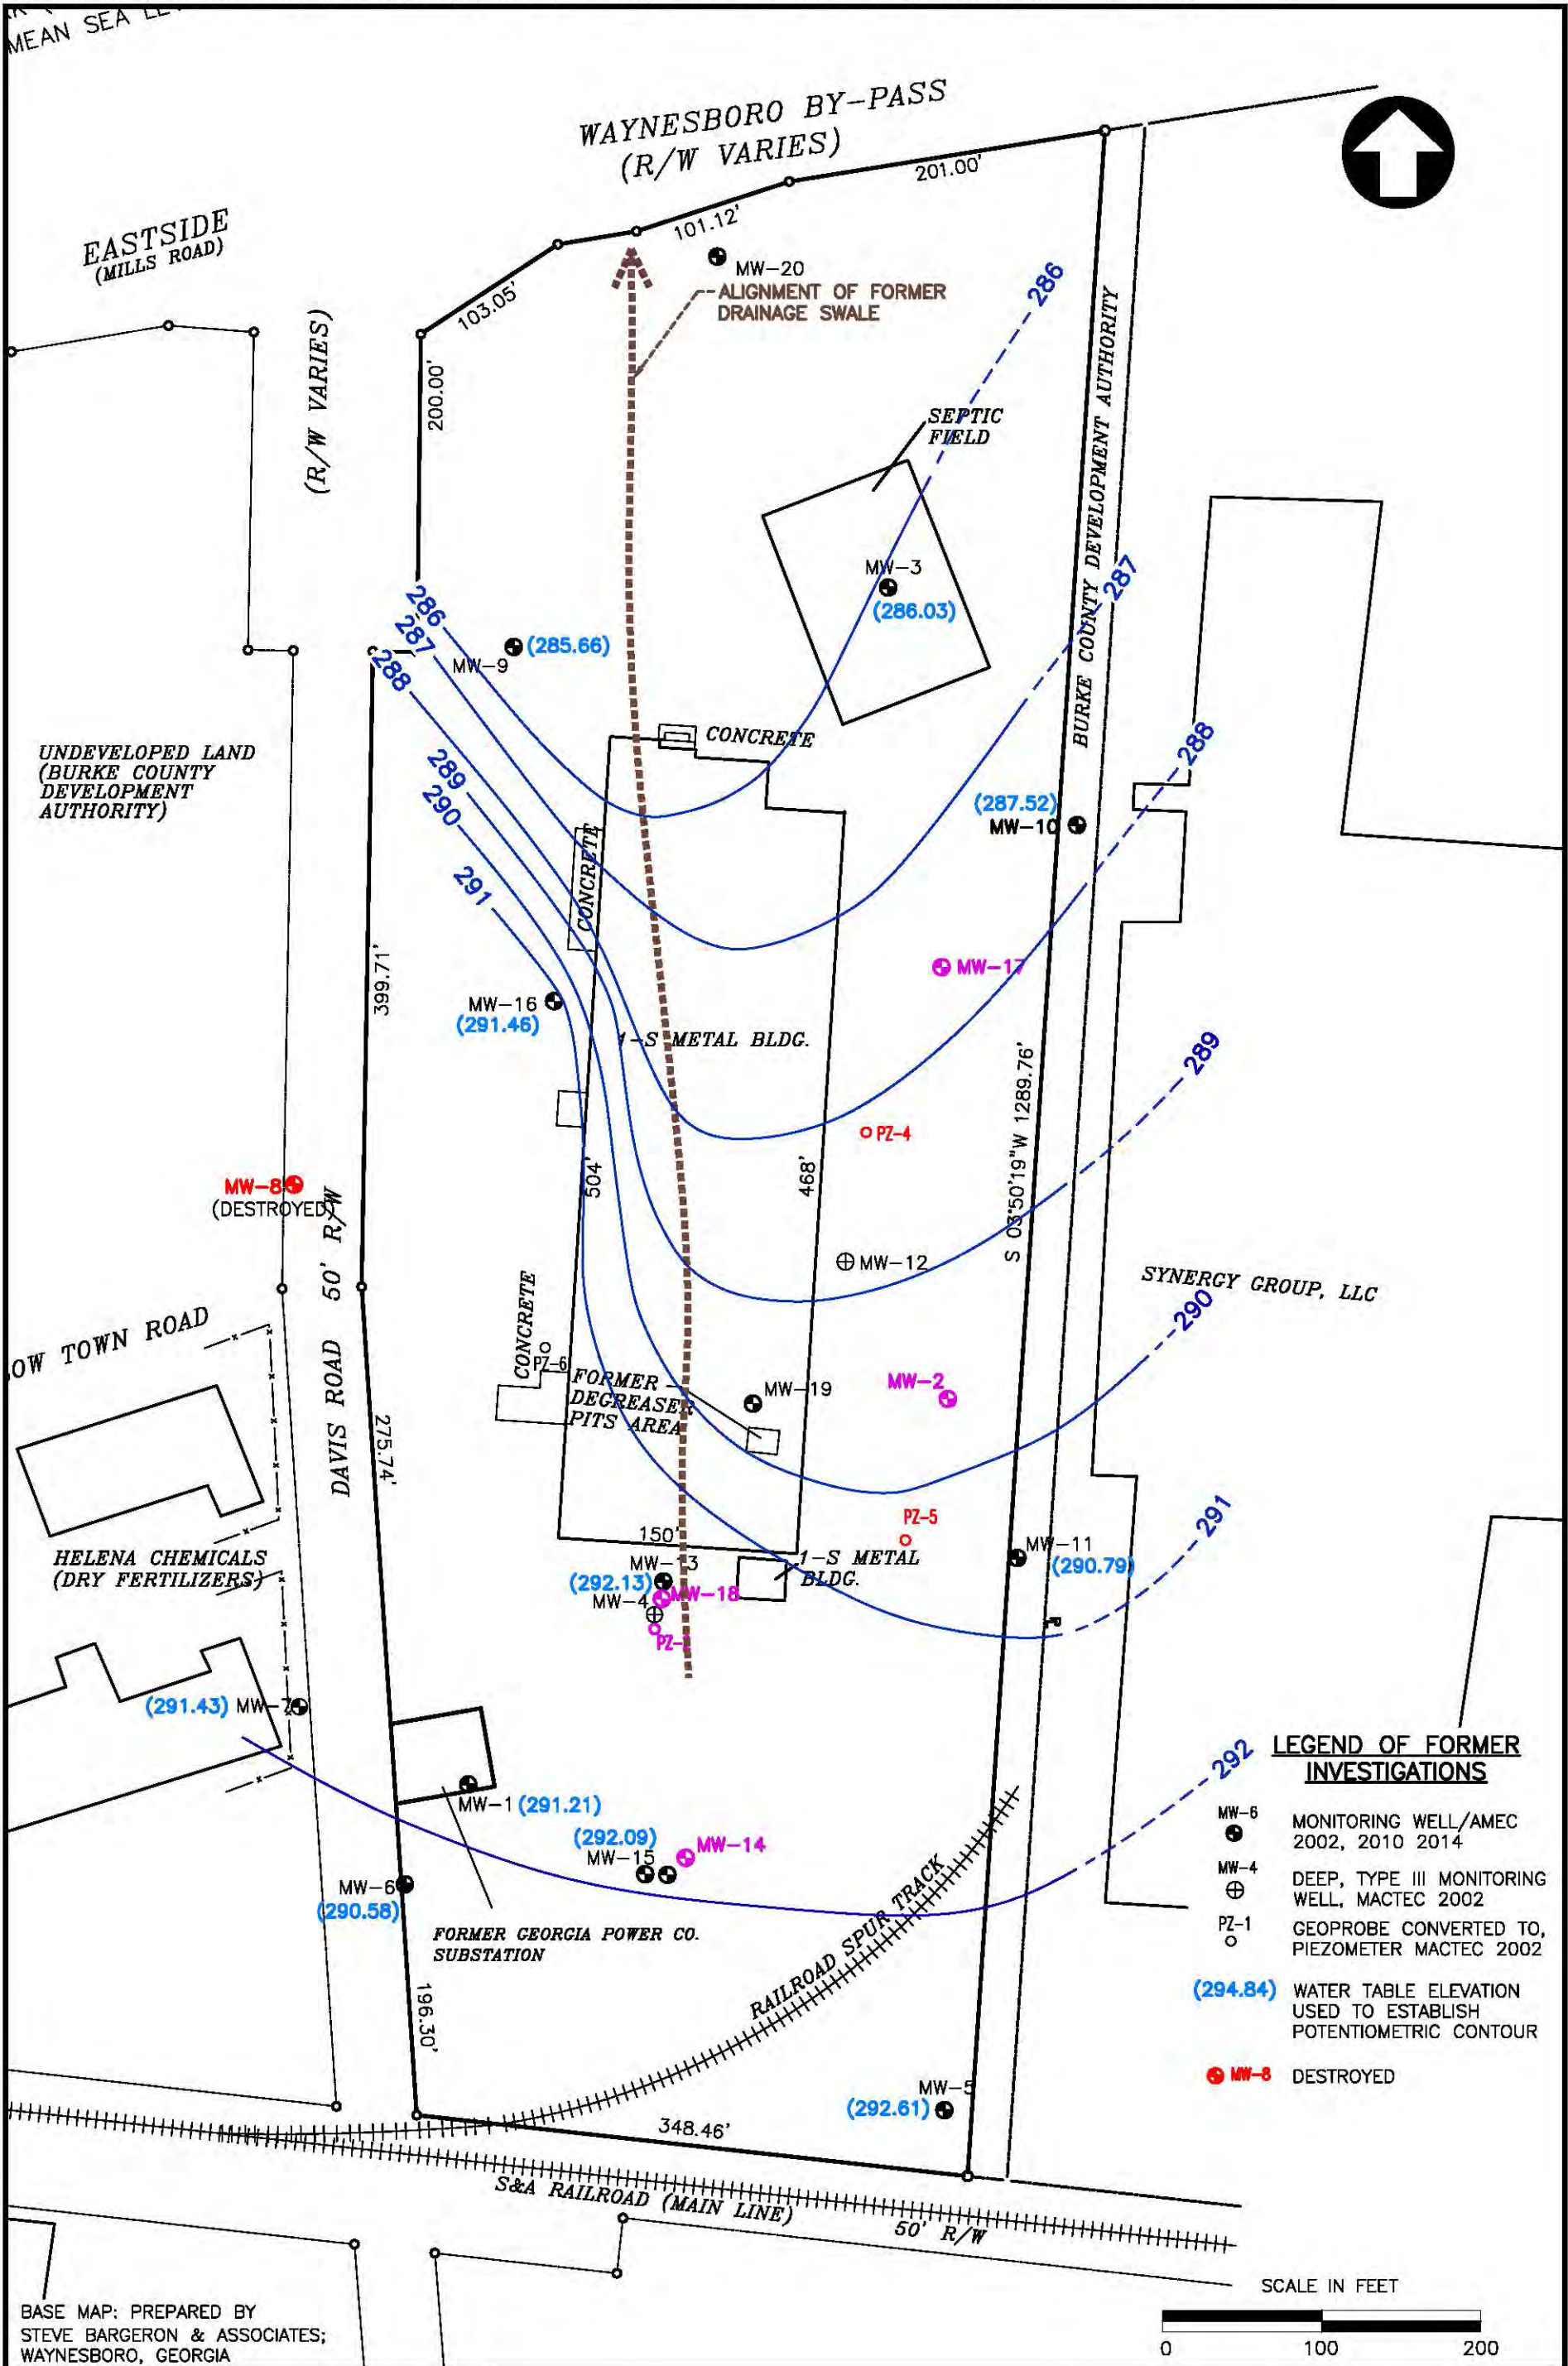 MEAN SEA
WAYNESBORO BY-PASS
(R/W VARIES)
201.00'
101.12'
103.05'
EASTSIDE
(MILLS ROAD)
(R/W VARIES)
200.00'
MW-20
ALIGNMENT OF FORMER
DRAINAGE SWALE
286
BURKE COUNTY DEVELOPMENT AUTHORITY
SEPTIC
FIELD
MW-3
(286.03)
287
286
287
288
MW-9
(285.66)
CONCRETE
288
UNDEVELOPED LAND
(BURKE COUNTY
DEVELOPMENT
AUTHORITY)
289
290
291
CONCRETE
(287.52)
MW-10
MW-17
399.71'
MW-16
(291.46)
1-S METAL BLDG.
289
S 03°50'19"W 1289.76'
PZ-4
504'
468'
MW-8
(DESTROYED)
DAVIS ROAD 50' R/W
MW-12
SYNERGY GROUP, LLC
290
OW TOWN ROAD
CONCRETE
PZ-6
FORMER
DEGREASER
PITS AREA
MW-19
MW-2
275.74'
291
PZ-5
150'
HELENA CHEMICALS
(DRY FERTILIZERS)
MW-13
(292.13)
MW-18
MW-4
1-S METAL
BLDG.
MW-11
(290.79)
(291.43) MW-7
292
MW-1 (291.21)
(292.09)
MW-15
MW-14
MW-6
(290.58)
FORMER GEORGIA POWER CO.
SUBSTATION
RAILROAD SPUR TRACK
196.30'
MW-5
(292.61)
348.46'
S&A RAILROAD (MAIN LINE)
50' R/W
LEGEND OF FORMER
INVESTIGATIONS
MW-6
MONITORING WELL/AMEC
2002, 2010 2014
MW-4
DEEP, TYPE III MONITORING
WELL, MACTEC 2002
PZ-1
GEOPROBE CONVERTED TO,
PIEZOMETER MACTEC 2002
(294.84) WATER TABLE ELEVATION
USED TO ESTABLISH
POTENTIOMETRIC CONTOUR
MW-8 DESTROYED
BASE MAP: PREPARED BY
STEVE BARGERON & ASSOCIATES;
WAYNESBORO, GEORGIA
SCALE IN FEET
0 100 200